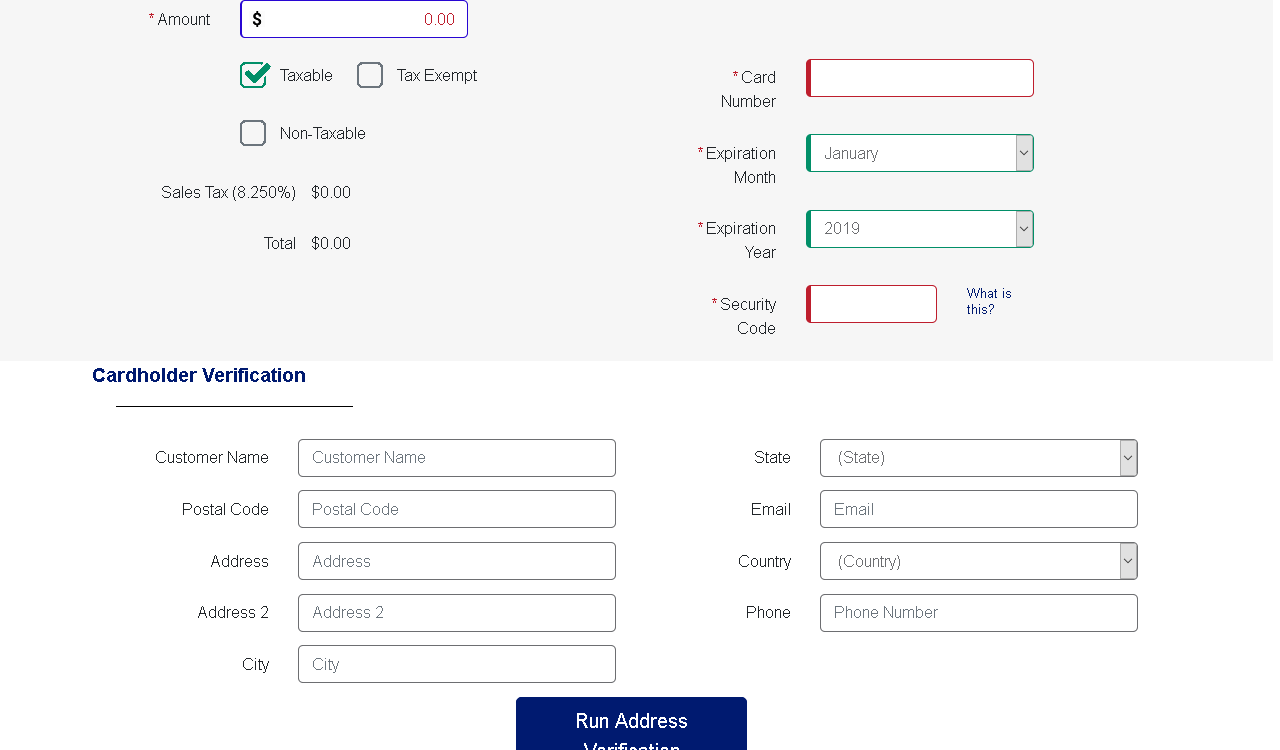 * Amount $ 0.00
Taxable Tax Exempt
Non-Taxable
Sales Tax (8.250%) $0.00
Total $0.00
* Card
Number
* Expiration January
Month
* Expiration 2019
Year
* Security What is
Code this?
Cardholder Verification
Customer Name Customer Name
Postal Code Postal Code
Address Address
Address 2 Address 2
City City
State (State)
Email Email
Country (Country)
Phone Phone Number
Run Address
Verification